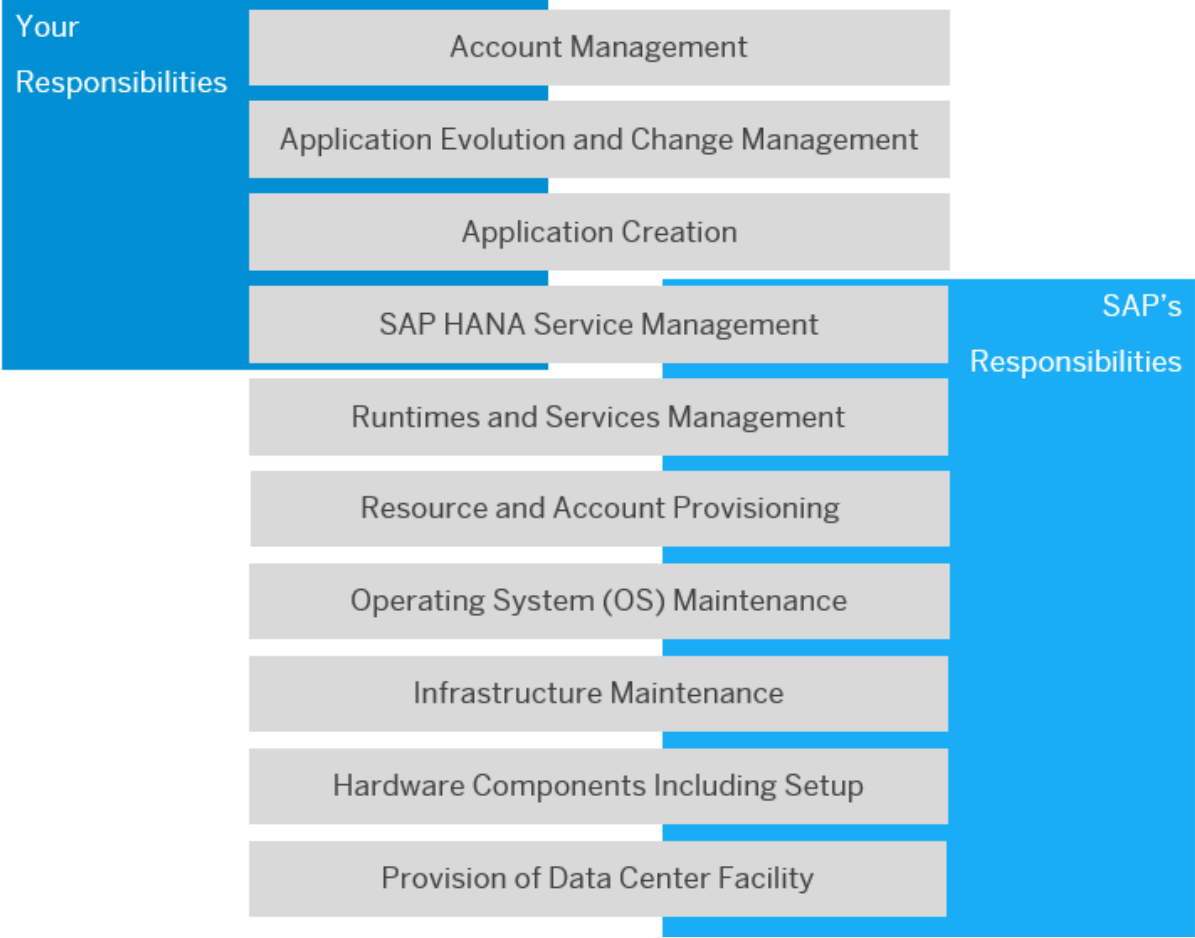 Your
Responsibilities
Account Management
Application Evolution and Change Management
Application Creation
SAP HANA Service Management
SAP’s
Responsibilities
Runtimes and Services Management
Resource and Account Provisioning
Operating System (OS) Maintenance
Infrastructure Maintenance
Hardware Components Including Setup
Provision of Data Center Facility